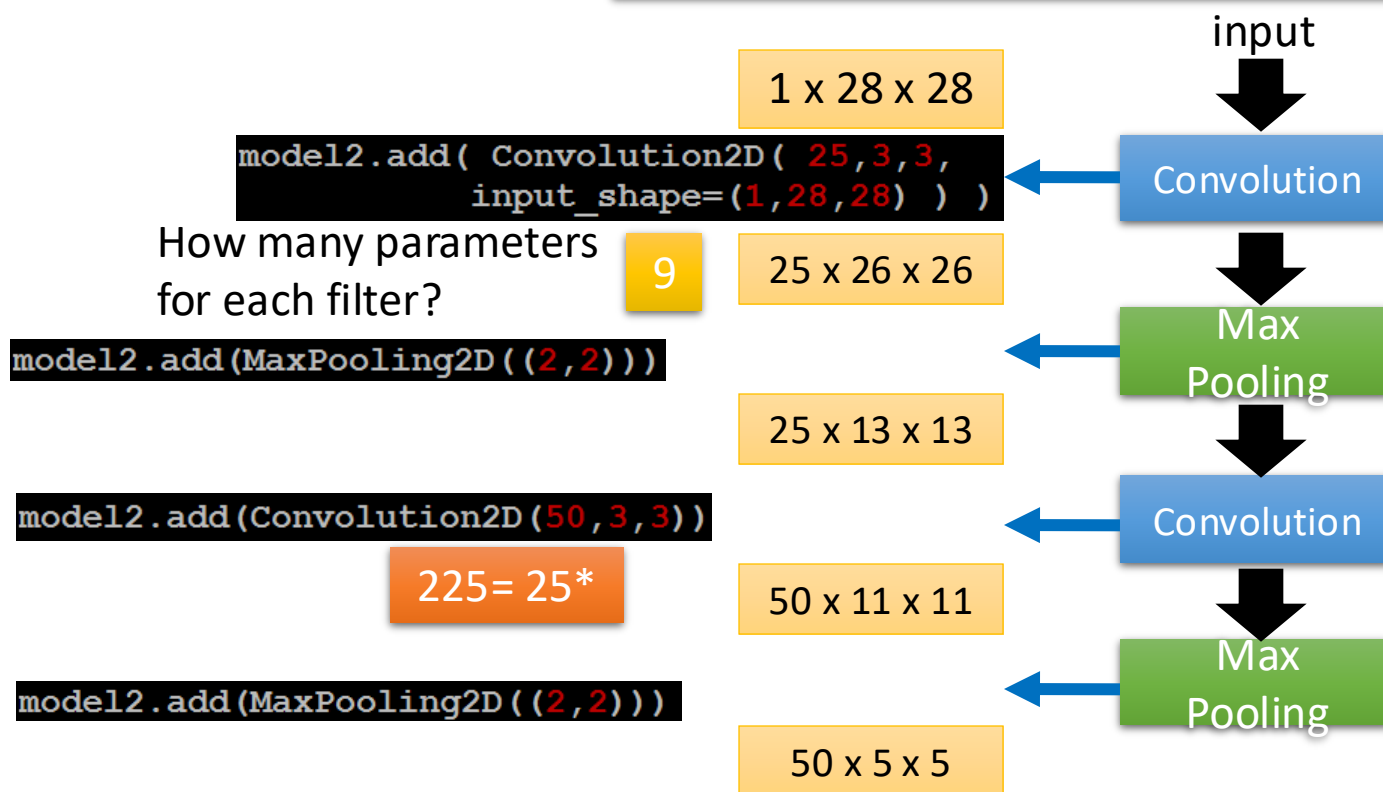 input
1 x 28 x 28
model2.add( Convolution2D( 25,3,3,
input_shape=(1,28,28) ) )
Convolution
How many parameters
for each filter?
9
25 x 26 x 26
model2.add(MaxPooling2D((2,2)))
Max
Pooling
25 x 13 x 13
model2.add(Convolution2D(50,3,3))
Convolution
225= 25*
50 x 11 x 11
model2.add(MaxPooling2D((2,2)))
Max
Pooling
50 x 5 x 5